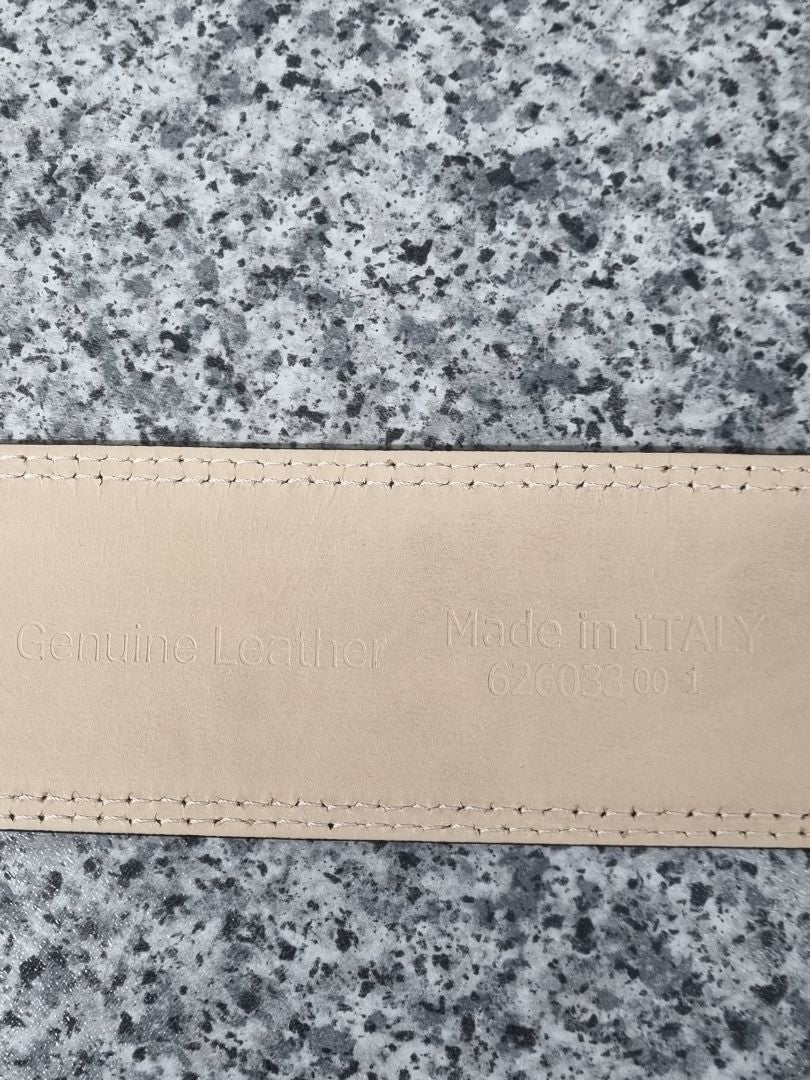 Genuine Leather
Made in ITALY
626033 00 1